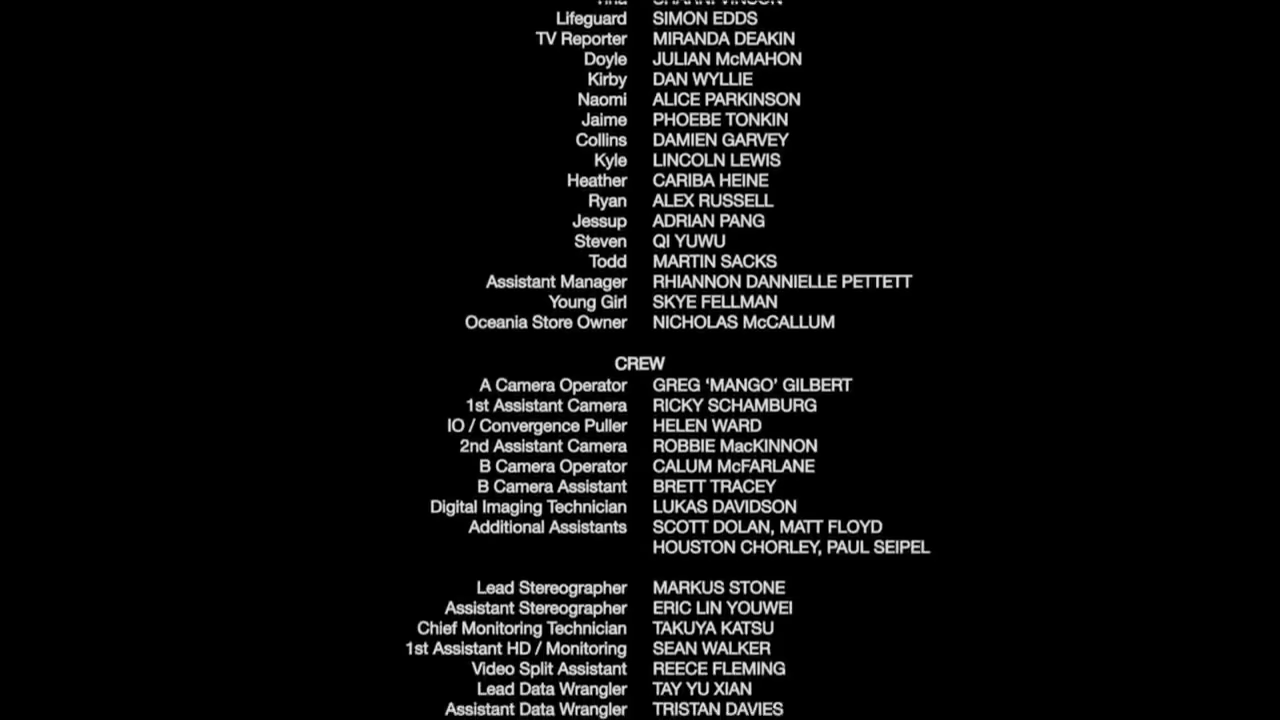 Lifeguard SIMON EDDS
TV Reporter MIRANDA DEAKIN
Doyle JULIAN McMAHON
Kirby DAN WYLLIE
Naomi ALICE PARKINSON
Jaime PHOEBE TONKIN
Collins DAMIEN GARVEY
Kyle LINCOLN LEWIS
Heather CARIBA HEINE
Ryan ALEX RUSSELL
Jessup ADRIAN PANG
Steven QI YUWU
Todd MARTIN SACKS
Assistant Manager RHIANNON DANNIELLE PETTETT
Young Girl SKYE FELLMAN
Oceania Store Owner NICHOLAS McCALLUM
CREW
A Camera Operator GREG ‘MANGO’ GILBERT
1st Assistant Camera RICKY SCHAMBURG
IO / Convergence Puller HELEN WARD
2nd Assistant Camera ROBBIE MacKINNON
B Camera Operator CALUM McFARLANE
B Camera Assistant BRETT TRACEY
Digital Imaging Technician LUKAS DAVIDSON
Additional Assistants SCOTT DOLAN, MATT FLOYD
HOUSTON CHORLEY, PAUL SEIPEL
Lead Stereographer MARKUS STONE
Assistant Stereographer ERIC LIN YOUWEI
Chief Monitoring Technician TAKUYA KATSU
1st Assistant HD / Monitoring SEAN WALKER
Video Split Assistant REECE FLEMING
Lead Data Wrangler TAY YU XIAN
Assistant Data Wrangler TRISTAN DAVIES